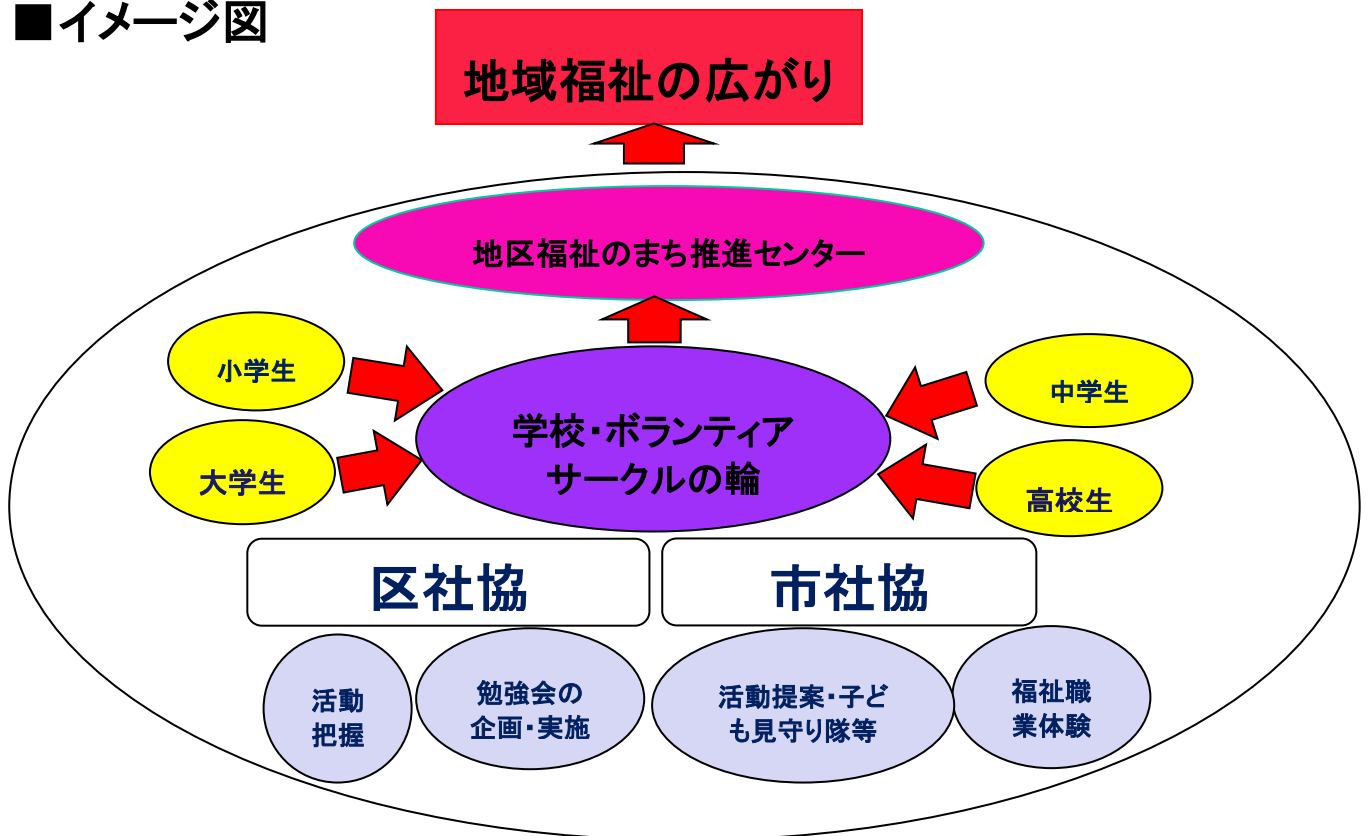 ■イメージ図
地域福祉の広がり
地区福祉のまち推進センター
小学生
中学生
学校・ボランティア
サークルの輪
大学生
高校生
区社協
市社協
活動
把握
勉強会の
企画・実施
活動提案・子ど
も見守り隊等
福祉職
業体験